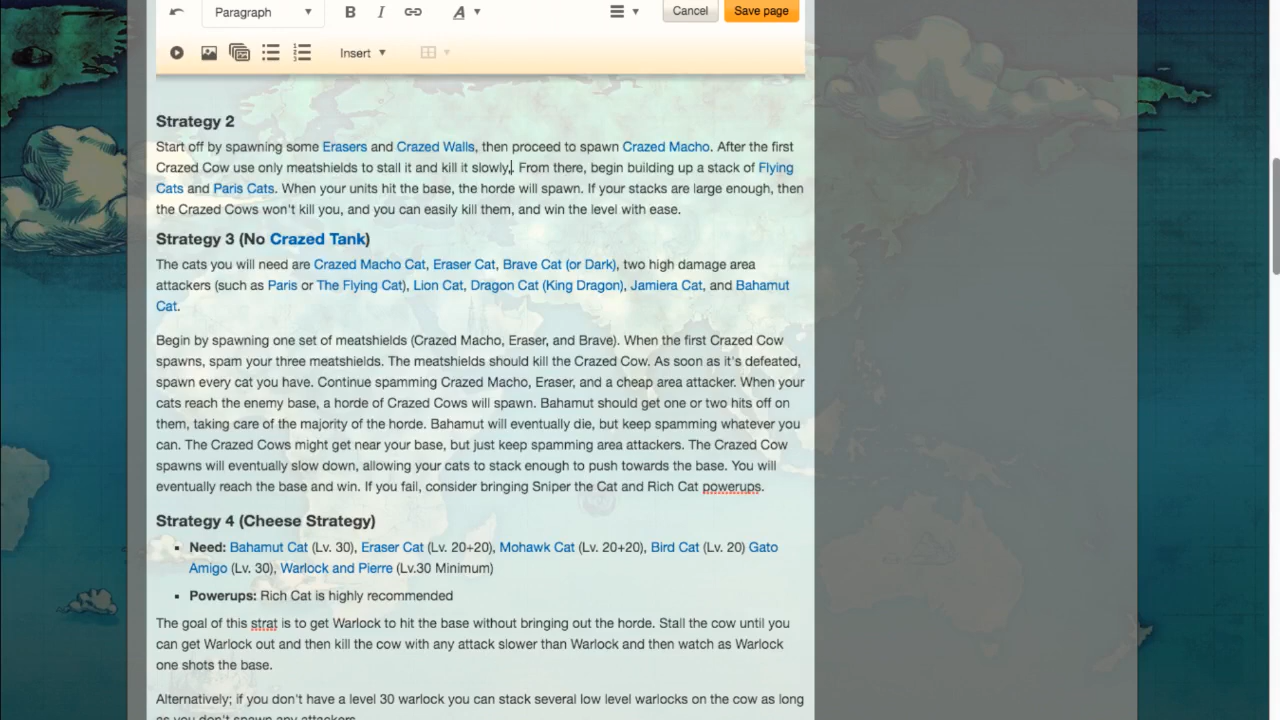 Paragraph
B
I
A
Cancel
Save page
Insert
Strategy 2
Start off by spawning some Erasers and Crazed Walls, then proceed to spawn Crazed Macho. After the first
Crazed Cow use only meatshields to stall it and kill it slowly,. From there, begin building up a stack of Flying
Cats and Paris Cats. When your units hit the base, the horde will spawn. If your stacks are large enough, then
the Crazed Cows won't kill you, and you can easily kill them, and win the level with ease.
Strategy 3 (No Crazed Tank)
The cats you will need are Crazed Macho Cat, Eraser Cat, Brave Cat (or Dark), two high damage area
attackers (such as Paris or The Flying Cat), Lion Cat, Dragon Cat (King Dragon), Jamiera Cat, and Bahamut
Cat.
Begin by spawning one set of meatshields (Crazed Macho, Eraser, and Brave). When the first Crazed Cow
spawns, spam your three meatshields. The meatshields should kill the Crazed Cow. As soon as it's defeated,
spawn every cat you have. Continue spamming Crazed Macho, Eraser, and a cheap area attacker. When your
cats reach the enemy base, a horde of Crazed Cows will spawn. Bahamut should get one or two hits off on
them, taking care of the majority of the horde. Bahamut will eventually die, but keep spamming whatever you
can. The Crazed Cows might get near your base, but just keep spamming area attackers. The Crazed Cow
spawns will eventually slow down, allowing your cats to stack enough to push towards the base. You will
eventually reach the base and win. If you fail, consider bringing Sniper the Cat and Rich Cat powerups.
Strategy 4 (Cheese Strategy)
Need: Bahamut Cat (Lv. 30), Eraser Cat (Lv. 20+20), Mohawk Cat (Lv. 20+20), Bird Cat (Lv. 20) Gato
Amigo (Lv. 30), Warlock and Pierre (Lv.30 Minimum)
Powerups: Rich Cat is highly recommended
The goal of this strat is to get Warlock to hit the base without bringing out the horde. Stall the cow until you
can get Warlock out and then kill the cow with any attack slower than Warlock and then watch as Warlock
one shots the base.
Alternatively; if you don't have a level 30 warlock you can stack several low level warlocks on the cow as long
as you don't spawn any attackers.